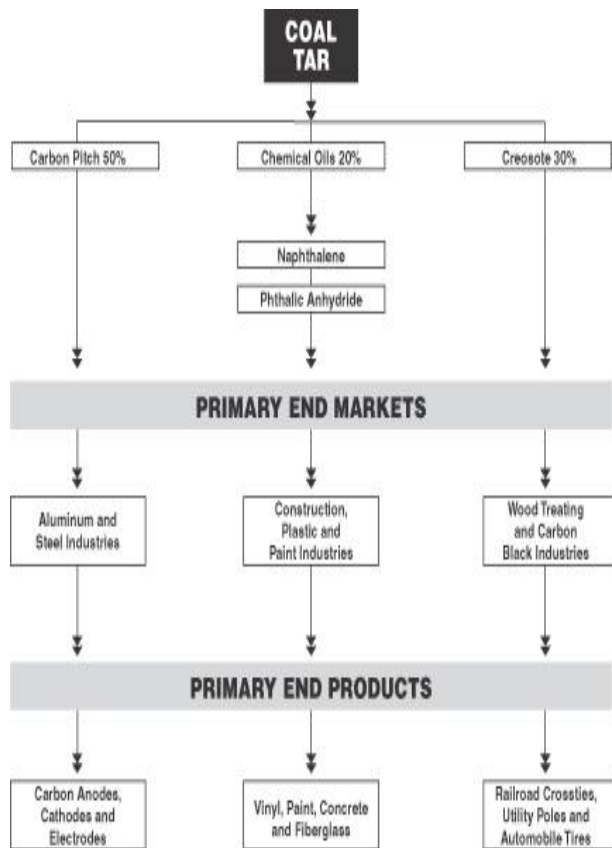 COAL
TAR
Carbon Pitch 50%
Chemical Oils 20%
Creosote 30%
Naphthalene
Phthalic Anhydride
PRIMARY END MARKETS
Aluminum and
Steel Industries
Construction,
Plastic and
Paint Industries
Wood Treating
and Carbon
Black Industries
PRIMARY END PRODUCTS
Carbon Anodes,
Cathodes and
Electrodes
Vinyl, Paint, Concrete
and Fiberglass
Railroad Crossties,
Utility Poles and
Automobile Tires